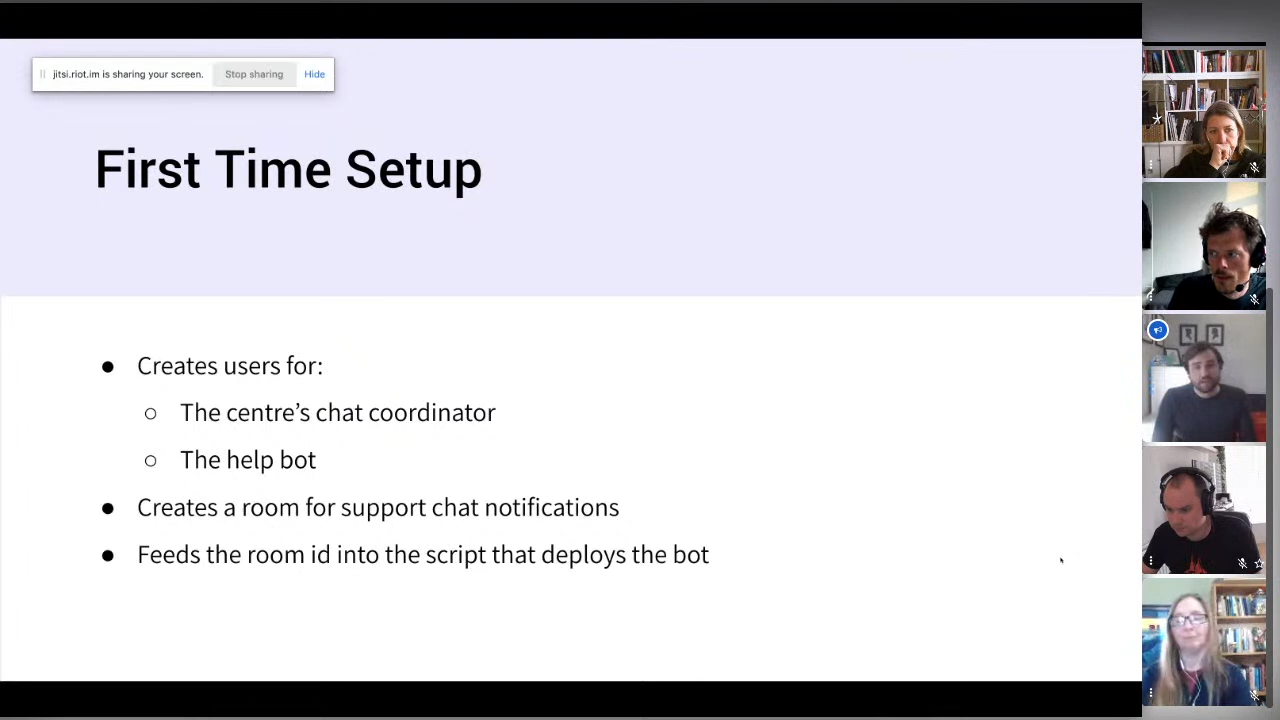 jitsi.riot.im is sharing your screen. Stop sharing Hide
First Time Setup
● Creates users for:
○ The centre’s chat coordinator
○ The help bot
● Creates a room for support chat notifications
● Feeds the room id into the script that deploys the bot